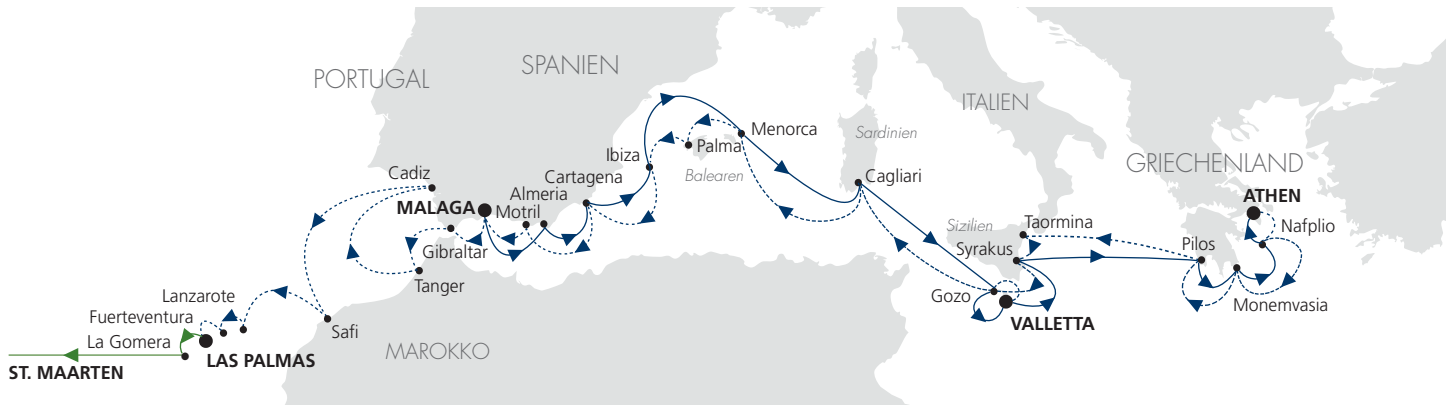 PORTUGAL
SPANIEN
ITALIEN
GRIECHENLAND
MAROKKO
Sardinien
Balearen
Sizilien
Cadiz
MALAGA
Motril
Almeria
Cartagena
Ibiza
Palma
Menorca
Cagliari
Gibraltar
Tanger
Safi
Lanzarote
Fuerteventura
La Gomera
LAS PALMAS
ST. MAARTEN
Taormina
Syrakus
Gozo
VALLETTA
Pilos
ATHEN
Nafplio
Monemvasia